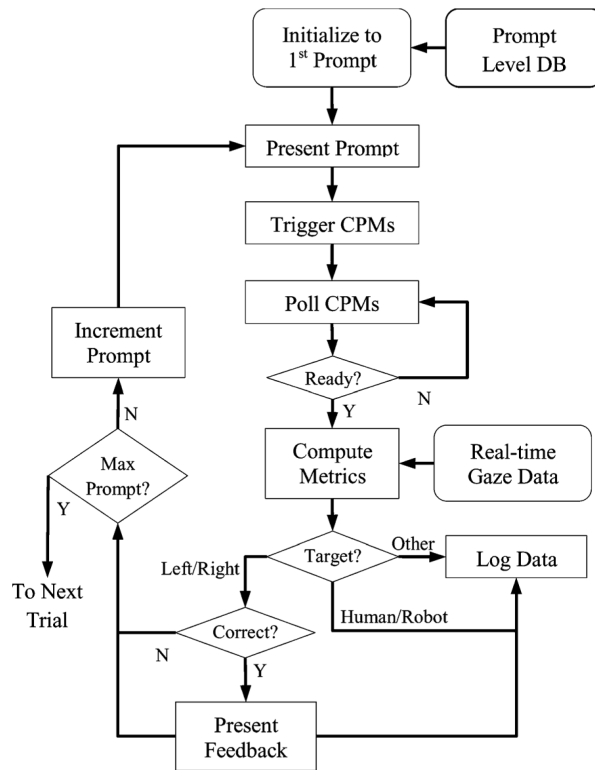 Initialize to
1st Prompt
Prompt
Level DB
Present Prompt
Trigger CPMs
Poll CPMs
Increment
Prompt
Ready?
N
Y
N
Compute
Metrics
Real-time
Gaze Data
Max
Prompt?
Y
Target?
Other
Log Data
Left/Right
To Next
Trial
Human/Robot
Correct?
N
Y
Present
Feedback